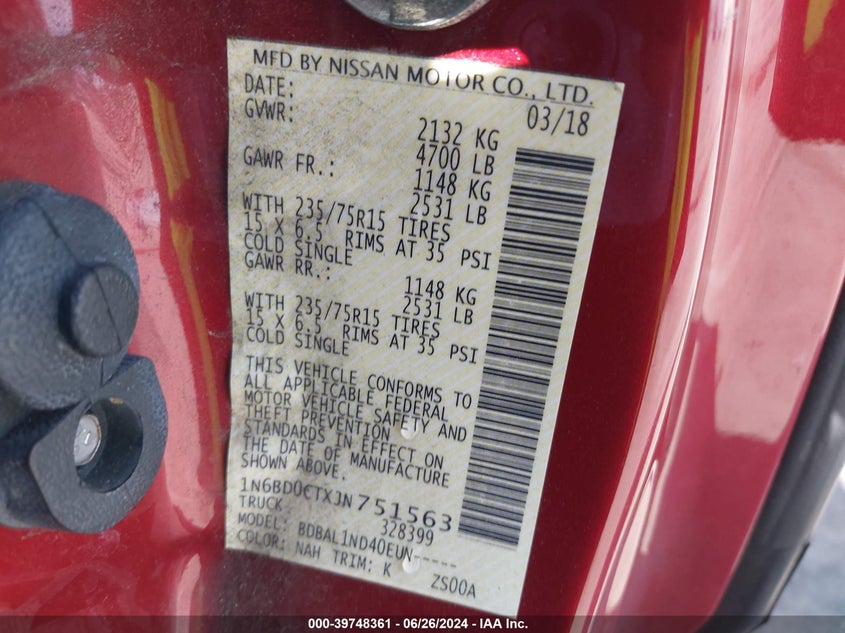 MFD BY NISSAN MOTOR CO., LTD.
DATE: 03/18
GVWR: 2132 KG
4700 LB
GAWR FR.: 1148 KG
2531 LB
WITH 235/75R15 TIRES
15 X 6.5 RIMS AT 35 PSI
COLD SINGLE
GAWR RR.: 1148 KG
2531 LB
WITH 235/75R15 TIRES
15 X 6.5 RIMS AT 35 PSI
COLD SINGLE
THIS VEHICLE CONFORMS TO
ALL APPLICABLE FEDERAL
MOTOR VEHICLE SAFETY AND
THEFT PREVENTION
STANDARDS IN EFFECT ON
THE DATE OF MANUFACTURE
SHOWN ABOVE.
1N6BD0CTXJN751563
TRUCK 328399
MODEL: BDBAL1ND40EUN-----
COLOR: NAH TRIM: K ZS00A
000-39748361 - 06/26/2024 - IAA Inc.